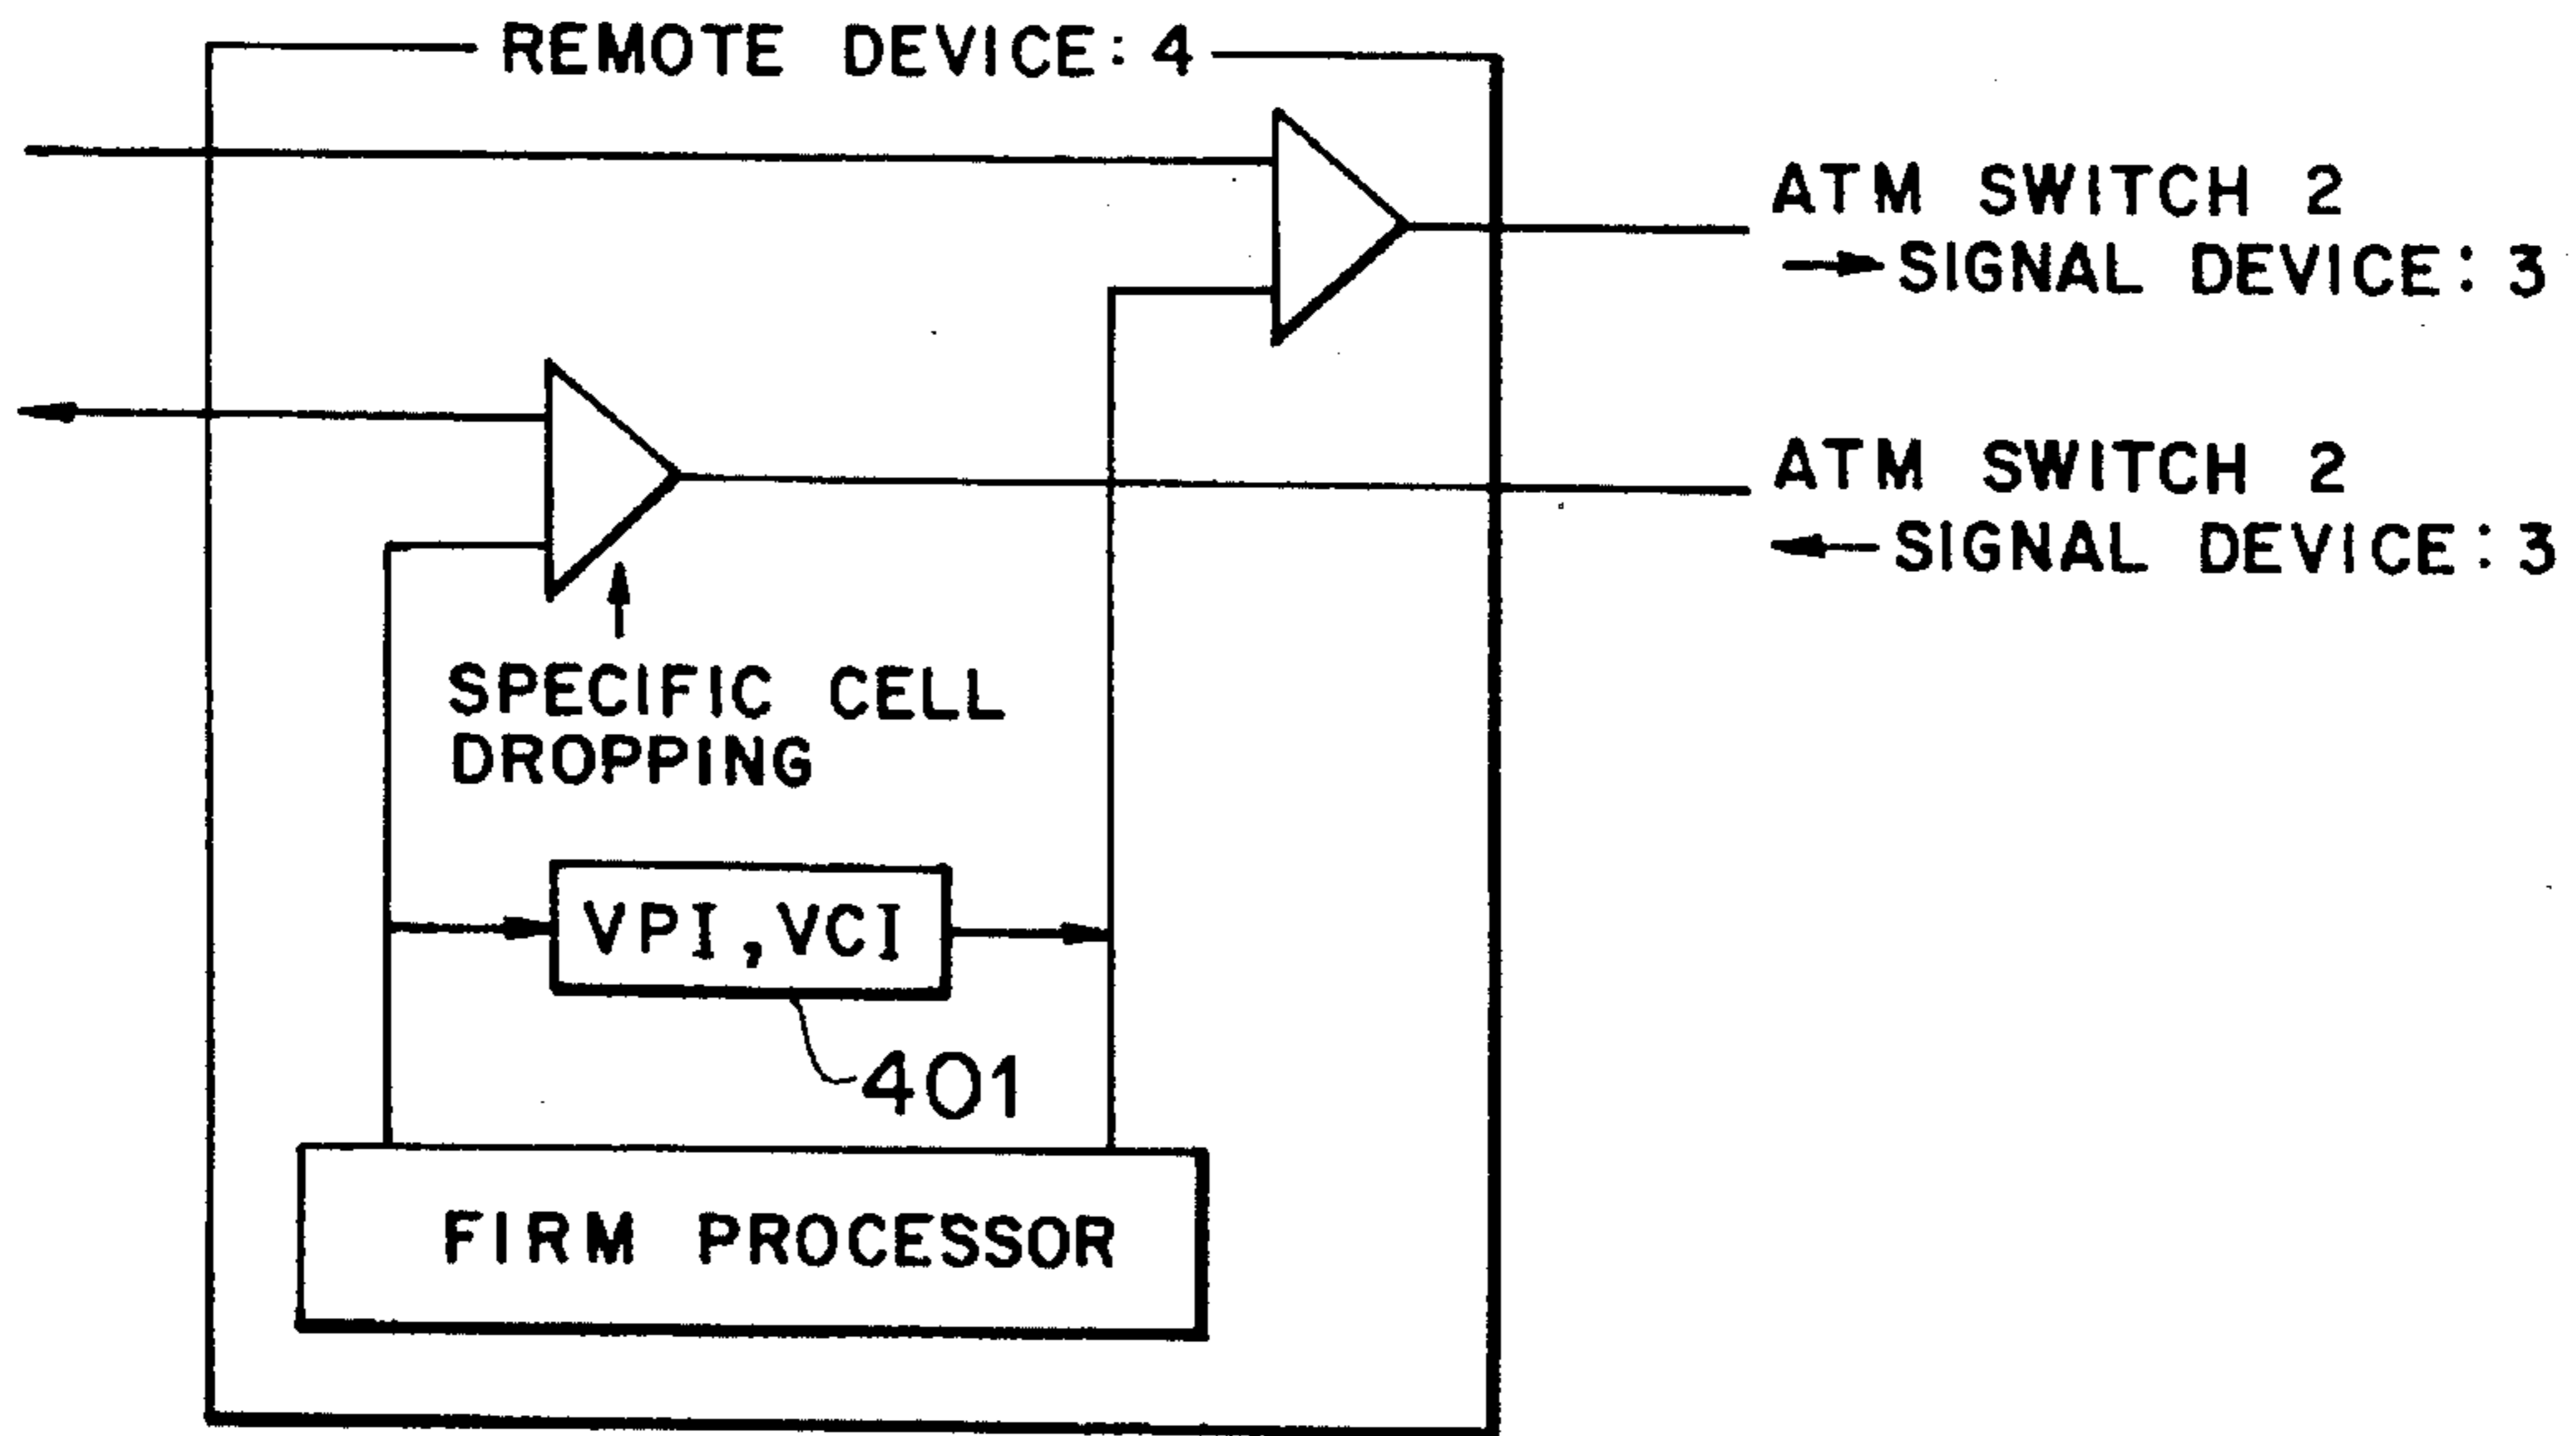 REMOTE DEVICE: 4
ATM SWITCH 2
→ SIGNAL DEVICE: 3
ATM SWITCH 2
← SIGNAL DEVICE: 3
SPECIFIC CELL
DROPPING
VPI, VCI
401
FIRM PROCESSOR